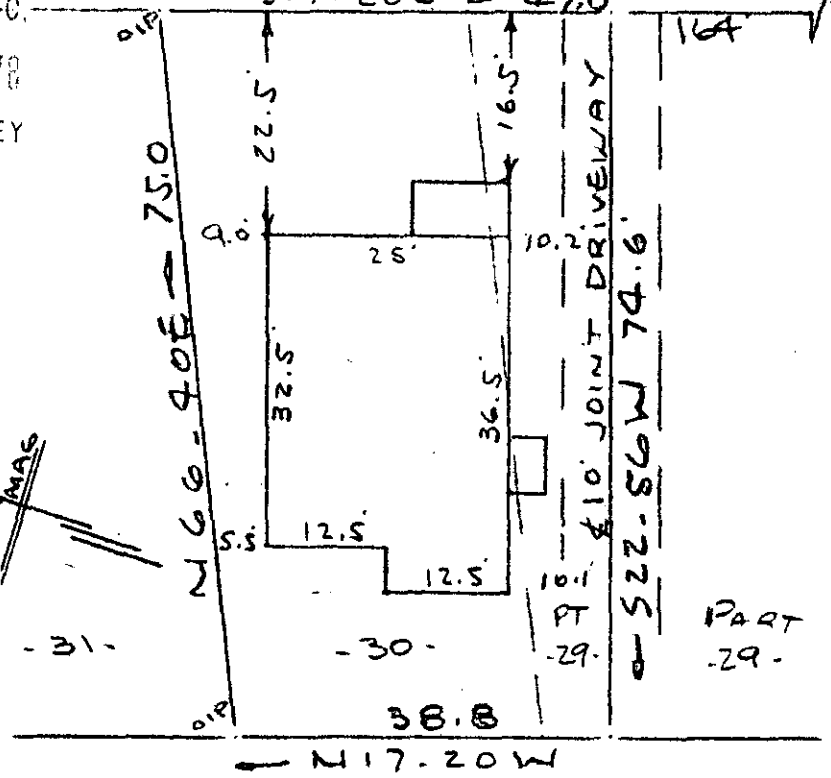 164'
OIP
22.5'
16.5'
N 66-40E 75.0
9.0'
25'
10.2'
¢ 10' JOINT DRIVEWAY
S22-56W 74.6'
32.5'
36.5'
MAG
5.5'
12.5'
12.5'
10.1'
PT
-29-
PART
-29-
-31-
-30-
OIP
38.8
N17-20W